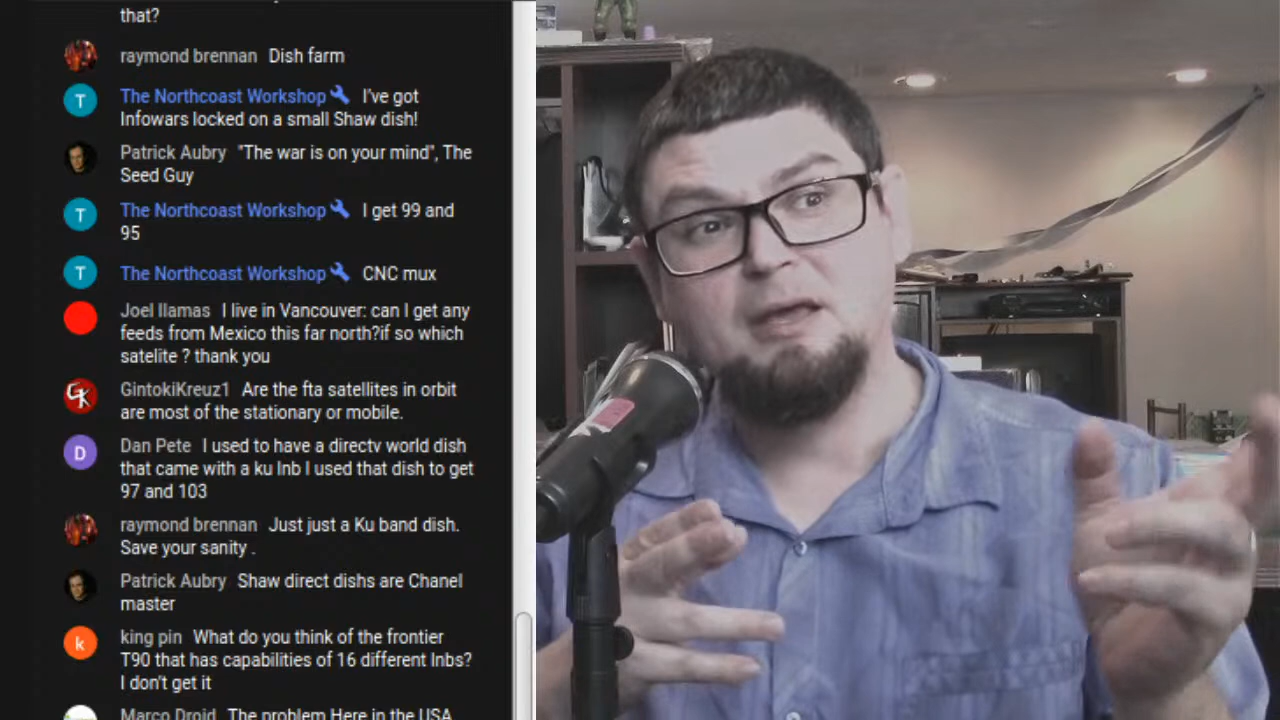 that?
raymond brennan Dish farm
T The Northcoast Workshop I've got
Infowars locked on a small Shaw dish!
Patrick Aubry "The war is on your mind", The
Seed Guy
T The Northcoast Workshop I get 99 and
95
T The Northcoast Workshop CNC mux
Joel llamas I live in Vancouver: can I get any
feeds from Mexico this far north?if so which
satelite ? thank you
GK GintokiKreuz1 Are the fta satellites in orbit
are most of the stationary or mobile.
D Dan Pete I used to have a directv world dish
that came with a ku lnb I used that dish to get
97 and 103
raymond brennan Just just a Ku band dish.
Save your sanity .
Patrick Aubry Shaw direct dishs are Chanel
master
k king pin What do you think of the frontier
T90 that has capabilities of 16 different lnbs?
I don't get it
Marco Droid The problem Here in the USA